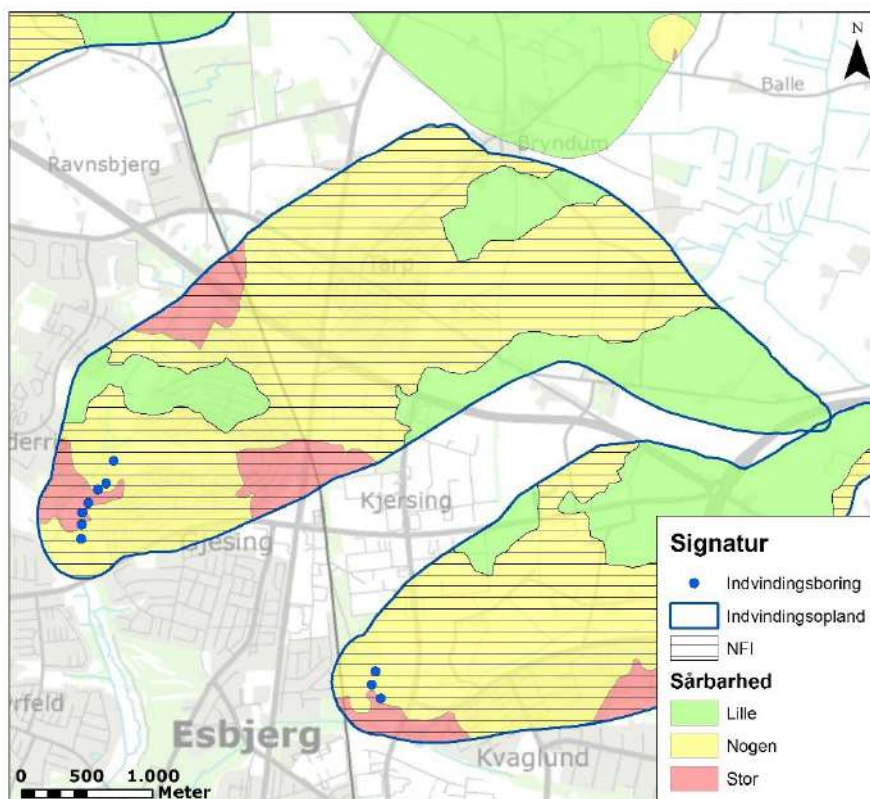 N
Balle
Bryndum
Ravnsbjerg
Tarp
Kjersing
Gjesing
Esbjerg
Kvaglund
0 500 1.000
Meter
Signatur
Indvindingsboring
Indvindingsopland
NFI
Sårbarhed
Lille
Nogen
Stor